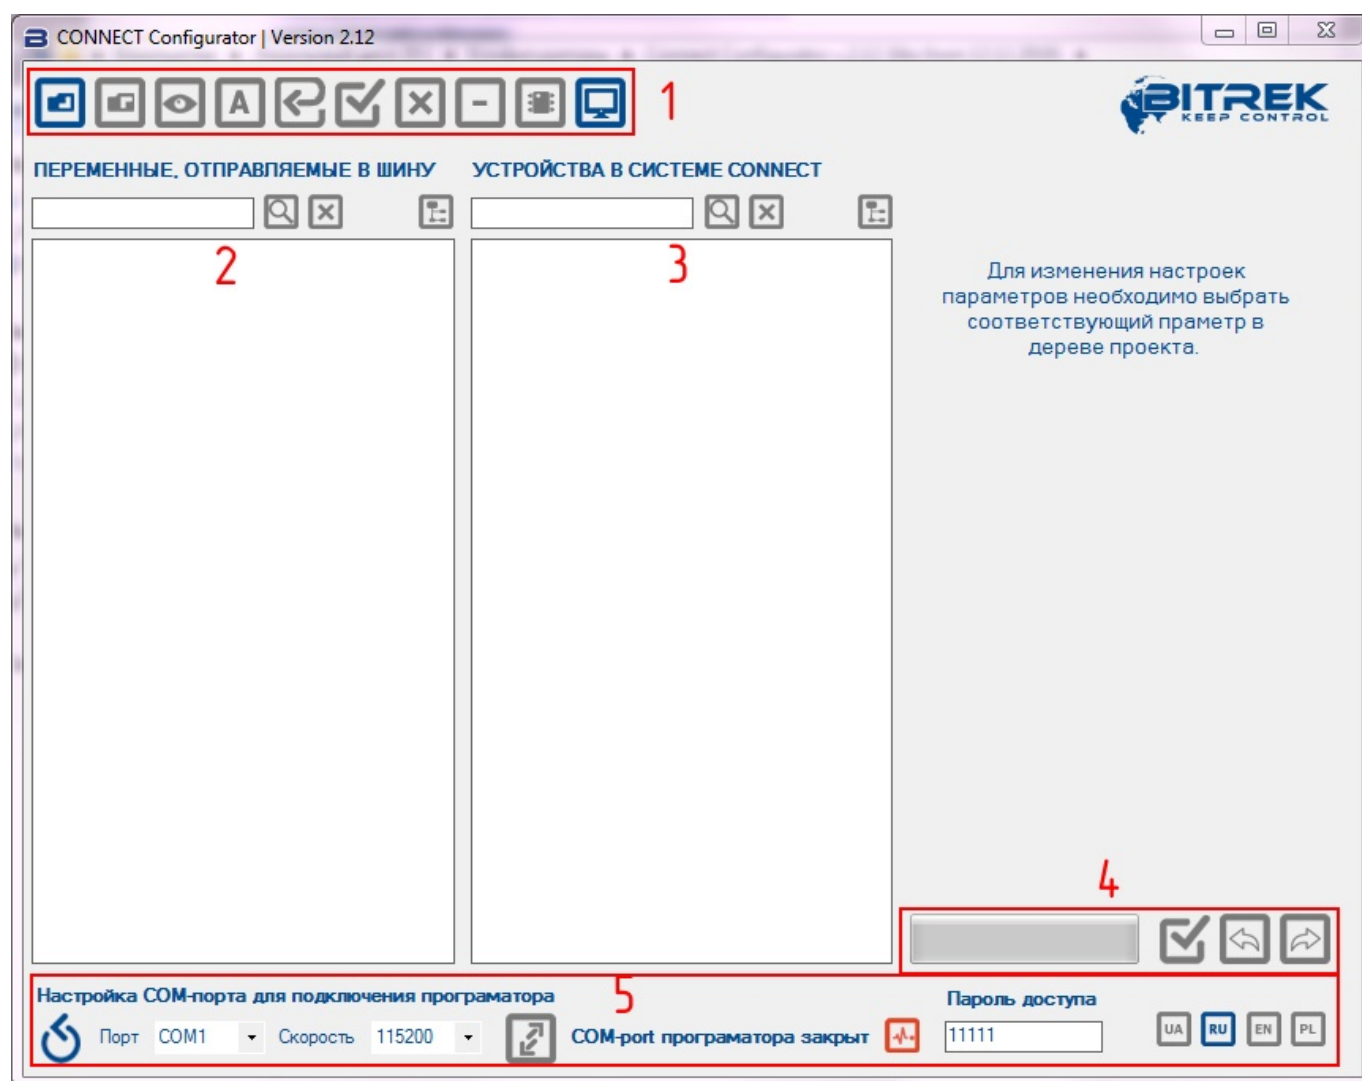 CONNECT Configurator | Version 2.12
A
1
BITREK
KEEP CONTROL
ПЕРЕМЕННЫЕ, ОТПРАВЛЯЕМЫЕ В ШИНУ
УСТРОЙСТВА В СИСТЕМЕ CONNECT
2
3
Для изменения настроек
параметров необходимо выбрать
соответствующий праметр в
дереве проекта.
4
5
Настройка COM-порта для подключения програматора
Порт COM1 Скорость 115200
COM-port програматора закрыт
Пароль доступа
11111
UA RU EN PL